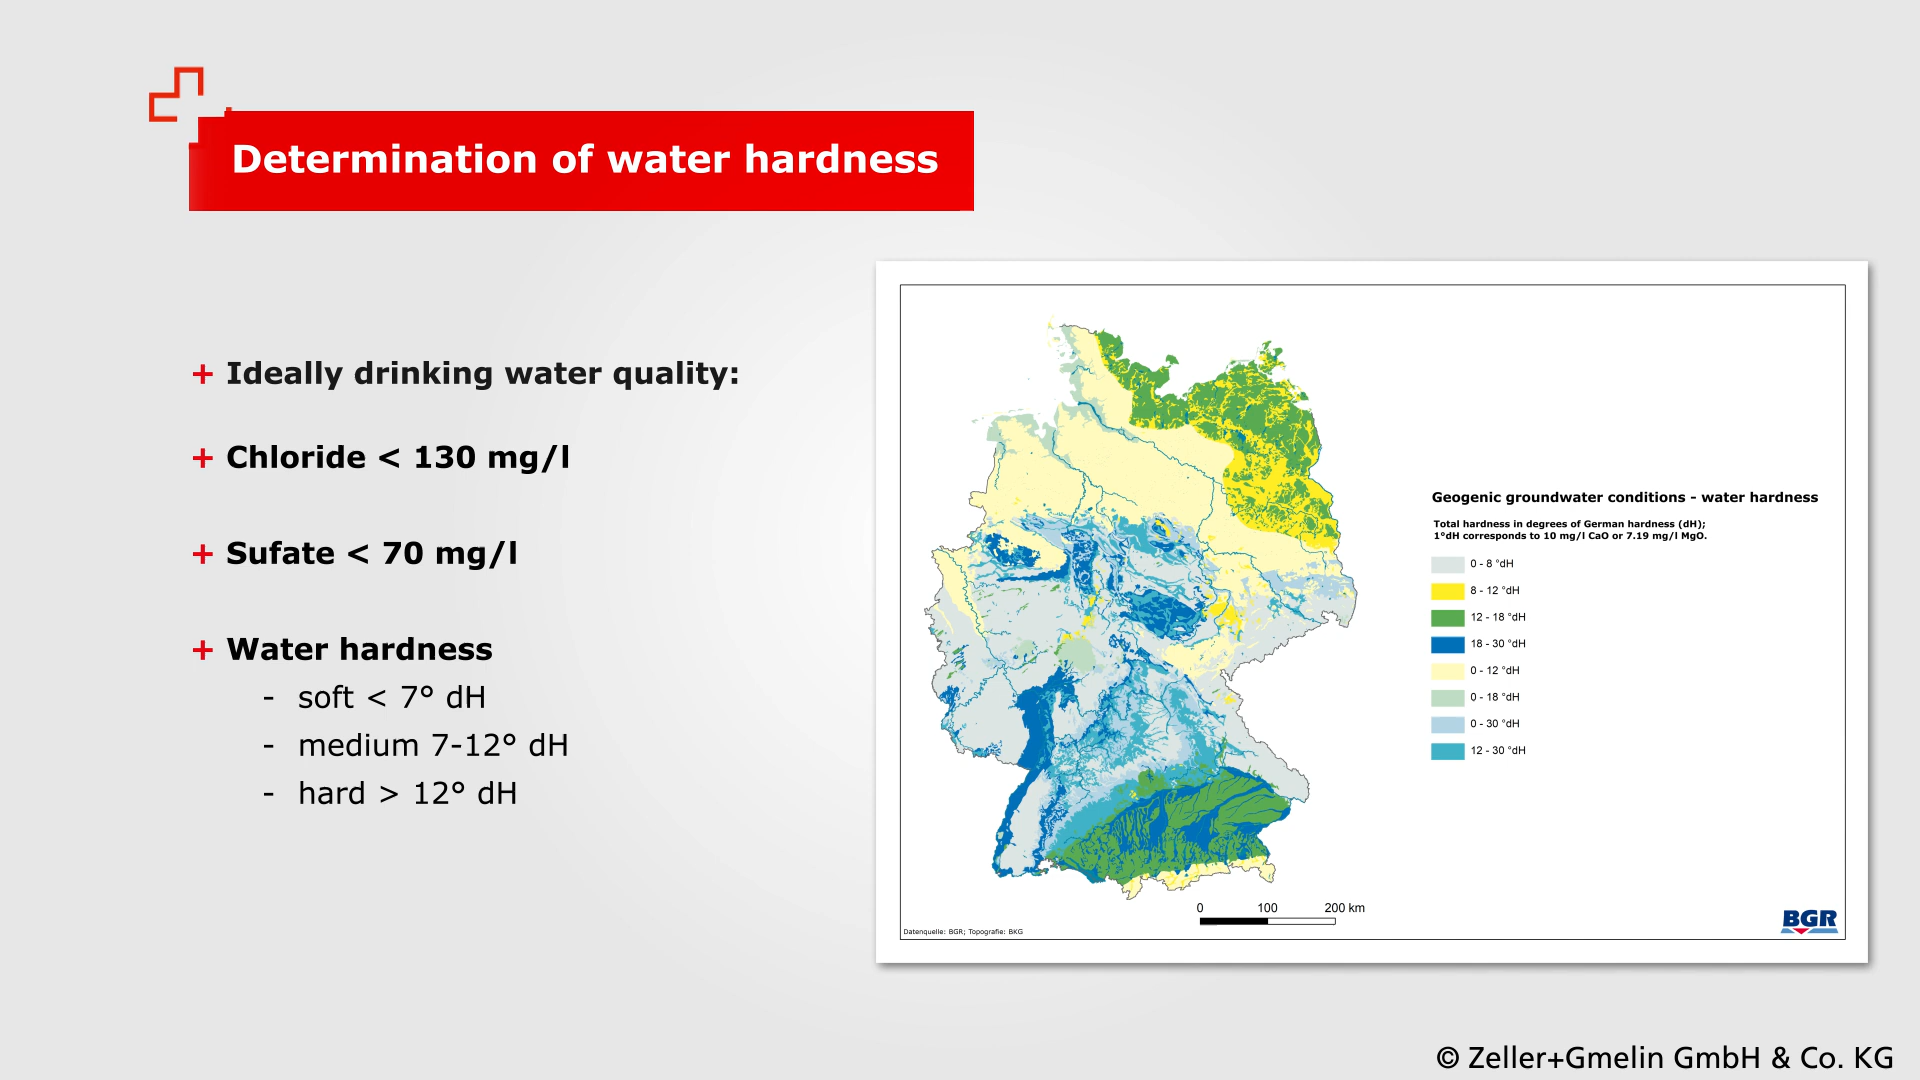 Determination of water hardness
+ Ideally drinking water quality:
+ Chloride < 130 mg/l
+ Sufate < 70 mg/l
+ Water hardness
- soft < 7° dH
- medium 7-12° dH
- hard > 12° dH
Geogenic groundwater conditions - water hardness
Total hardness in degrees of German hardness (dH);
1°dH corresponds to 10 mg/l CaO or 7.19 mg/l MgO.
0 - 8 °dH
8 - 12 °dH
12 - 18 °dH
18 - 30 °dH
0 - 12 °dH
0 - 18 °dH
0 - 30 °dH
12 - 30 °dH
0 100 200 km
Datenquelle: BGR; Topografie: BKG
BGR
© Zeller+Gmelin GmbH & Co. KG